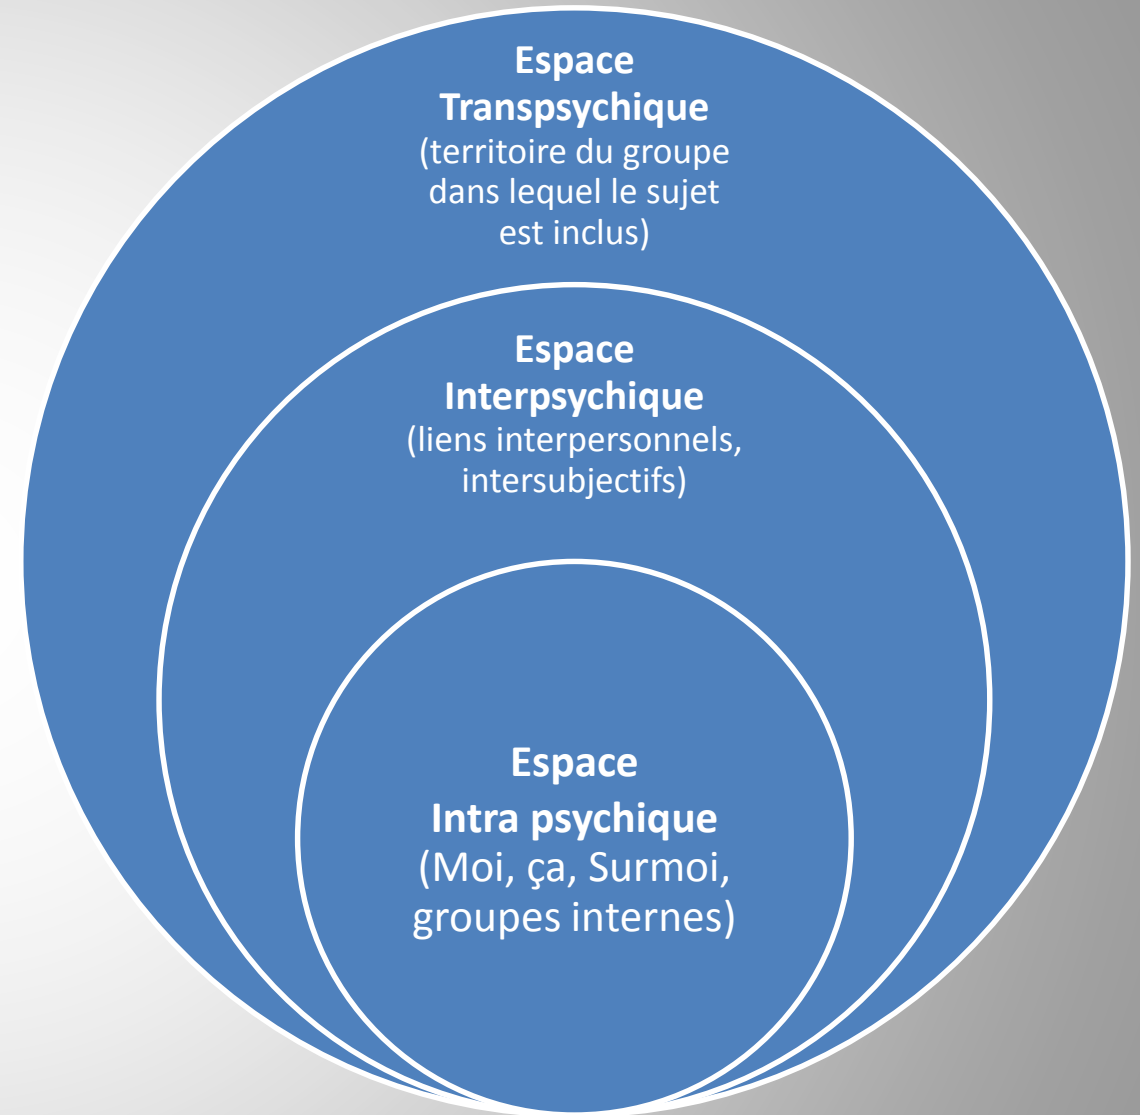 Espace
Transpsychique
(territoire du groupe
dans lequel le sujet
est inclus)
Espace
Interpsychique
(liens interpersonnels,
intersubjectifs)
Espace
Intra psychique
(Moi, ça, Surmoi,
groupes internes)